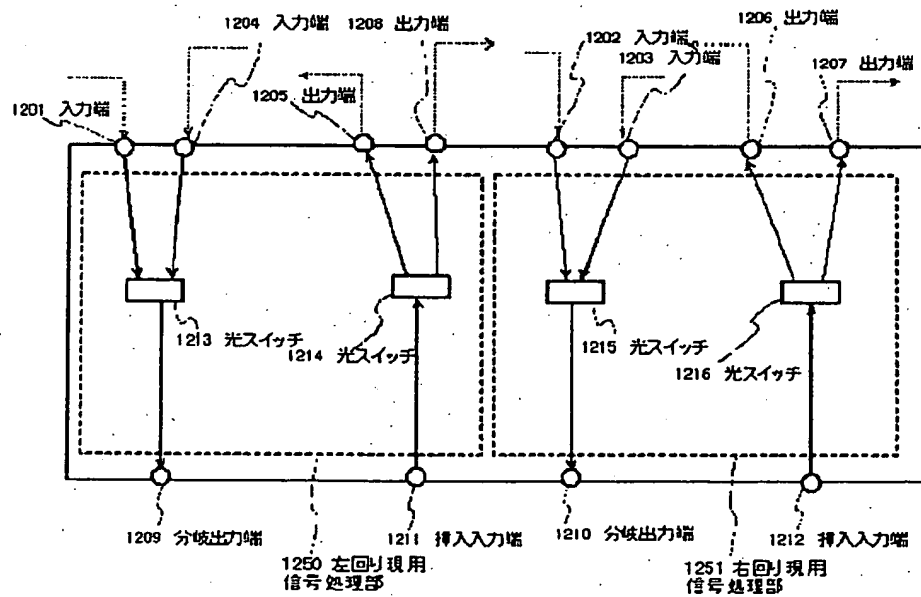 1204 入力端
1208 出力端
1202 入力端
1206 出力端
1203 入力端
1207 出力端
1201 入力端
1205 出力端
1213 光スイッチ
1214 光スイッチ
1215 光スイッチ
1216 光スイッチ
1209 分岐出力端
1211 挿入入力端
1210 分岐出力端
1212 挿入入力端
1250 左回り現用
信号処理部
1251 右回り現用
信号処理部